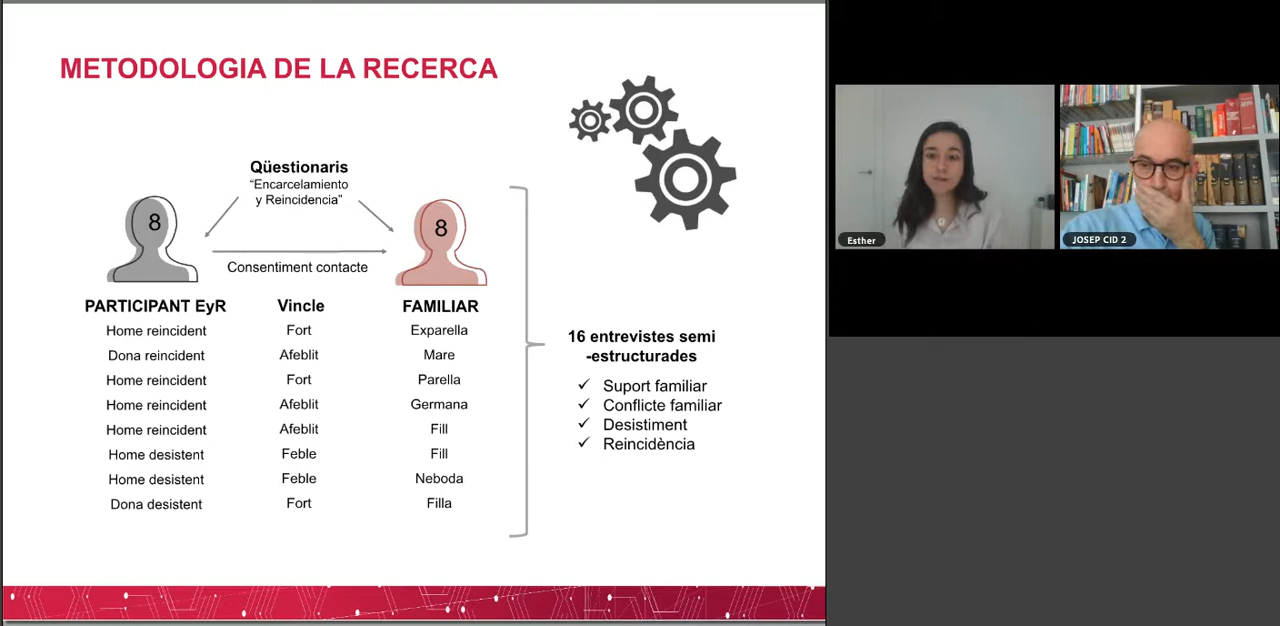 METODOLOGIA DE LA RECERCA
Qüestionaris
“Encarcelamiento
y Reincidencia”
8
8
Consentiment contacte
PARTICIPANT EyR Vincle FAMILIAR
Home reincident Fort Exparella
Dona reincident Afeblit Mare
Home reincident Fort Parella
Home reincident Afeblit Germana
Home reincident Afeblit Fill
Home desistent Feble Fill
Home desistent Feble Neboda
Dona desistent Fort Filla
16 entrevistes semi
-estructurades
✓ Suport familiar
✓ Conflicte familiar
✓ Desistiment
✓ Reincidència
Esther
JOSEP CID 2